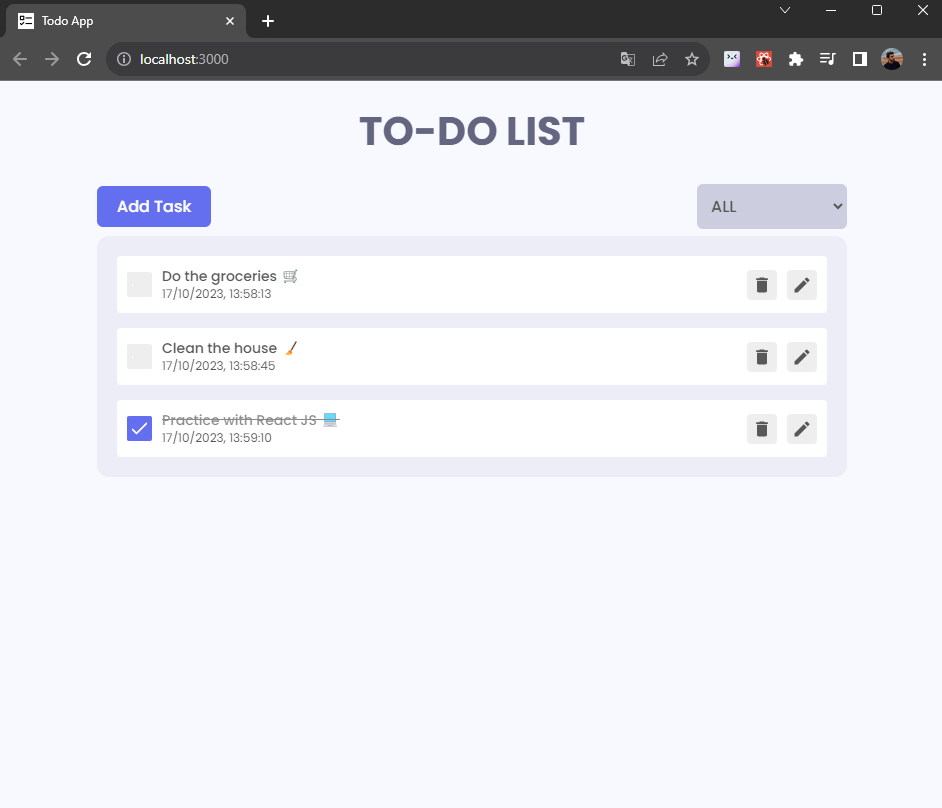 Todo App
localhost:3000
TO-DO LIST
Add Task
ALL
Do the groceries 🛒
17/10/2023, 13:58:13
Clean the house 🧹
17/10/2023, 13:58:45
Practice with React JS 💻
17/10/2023, 13:59:10